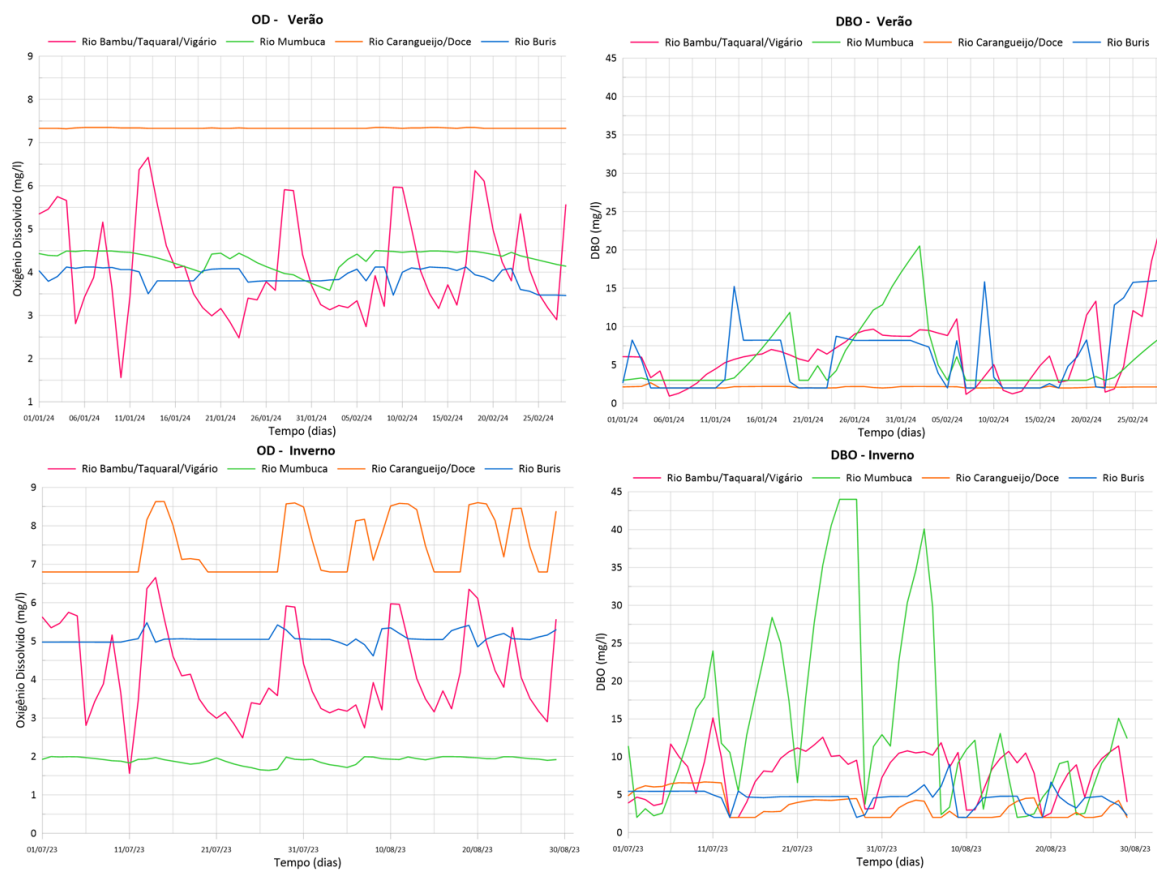 OD - Verão
Rio Bambu/Taquaral/Vigário Rio Mumbuca Rio Carangueijo/Doce Rio Buris
Oxigênio Dissolvido (mg/l)
9
8
7
6
5
4
3
2
1
01/01/24 06/01/24 11/01/24 16/01/24 21/01/24 26/01/24 31/01/24 05/02/24 10/02/24 15/02/24 20/02/24 25/02/24
Tempo (dias)
DBO - Verão
Rio Bambu/Taquaral/Vigário Rio Mumbuca Rio Carangueijo/Doce Rio Buris
DBO (mg/l)
45
40
35
30
25
20
15
10
5
0
01/01/24 06/01/24 11/01/24 16/01/24 21/01/24 26/01/24 31/01/24 05/02/24 10/02/24 15/02/24 20/02/24 25/02/24
Tempo (dias)
OD - Inverno
Rio Bambu/Taquaral/Vigário Rio Mumbuca Rio Carangueijo/Doce Rio Buris
Oxigênio Dissolvido (mg/l)
9
8
7
6
5
4
3
2
1
0
01/07/23 11/07/23 21/07/23 31/07/23 10/08/23 20/08/23 30/08/23
Tempo (dias)
DBO - Inverno
Rio Bambu/Taquaral/Vigário Rio Mumbuca Rio Carangueijo/Doce Rio Buris
DBO (mg/l)
45
40
35
30
25
20
15
10
5
0
01/07/23 11/07/23 21/07/23 31/07/23 10/08/23 20/08/23 30/08/23
Tempo (dias)